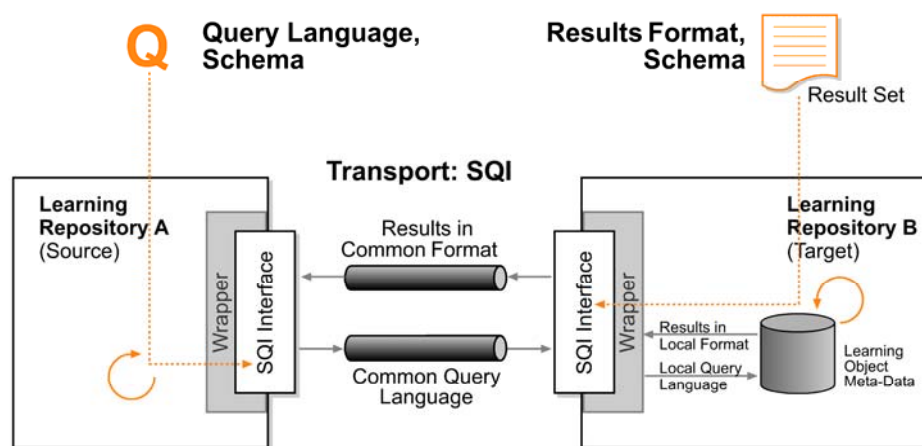 Q
Query Language,
Schema
Results Format,
Schema
Result Set
Transport: SQI
Learning
Repository A
(Source)
Wrapper
SQI Interface
Results in
Common Format
Common Query
Language
SQI Interface
Wrapper
Learning
Repository B
(Target)
Results in
Local Format
Local Query
Language
Learning
Object
Meta-Data